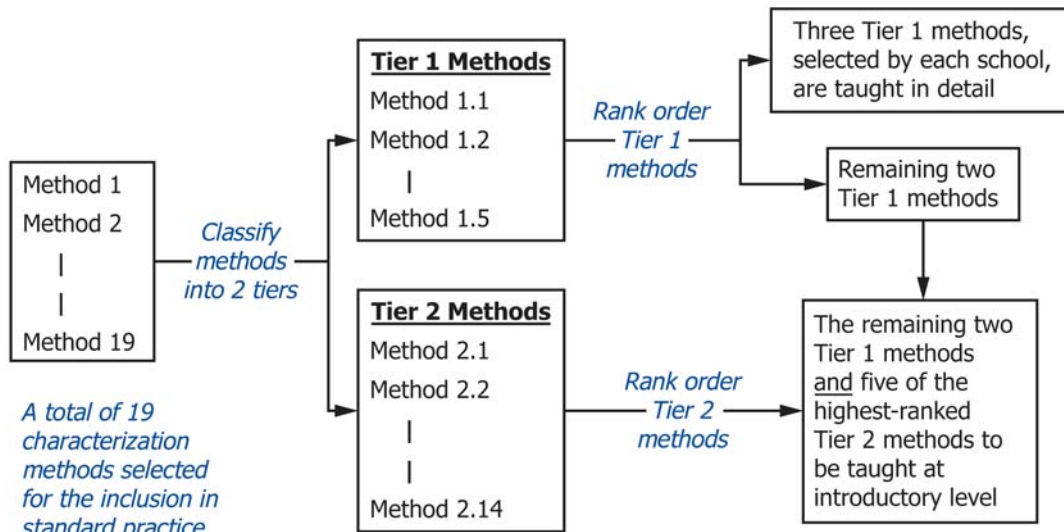 Method 1
Method 2
Method 19
A total of 19
characterization
methods selected
for the inclusion in
standard practice
Classify
methods
into 2 tiers
Tier 1 Methods
Method 1.1
Method 1.2
Method 1.5
Tier 2 Methods
Method 2.1
Method 2.2
Method 2.14
Rank order
Tier 1
methods
Rank order
Tier 2
methods
Three Tier 1 methods,
selected by each school,
are taught in detail
Remaining two
Tier 1 methods
The remaining two
Tier 1 methods
and five of the
highest-ranked
Tier 2 methods to
be taught at
introductory level